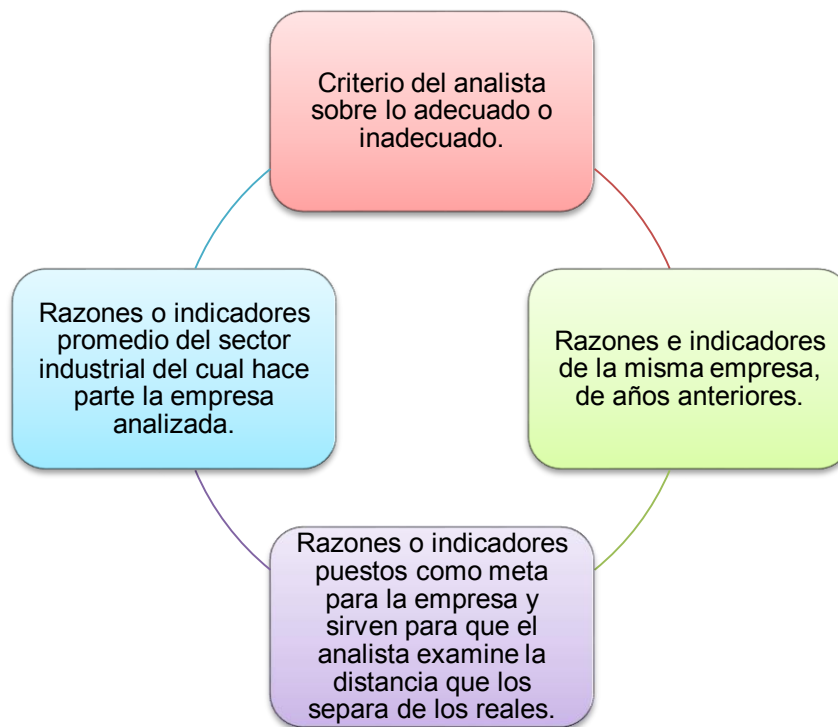 Criterio del analista
sobre lo adecuado o
inadecuado.
Razones e indicadores
de la misma empresa,
de años anteriores.
Razones o indicadores
puestos como meta
para la empresa y
sirven para que el
analista examine la
distancia que los
separa de los reales.
Razones o indicadores
promedio del sector
industrial del cual hace
parte la empresa
analizada.